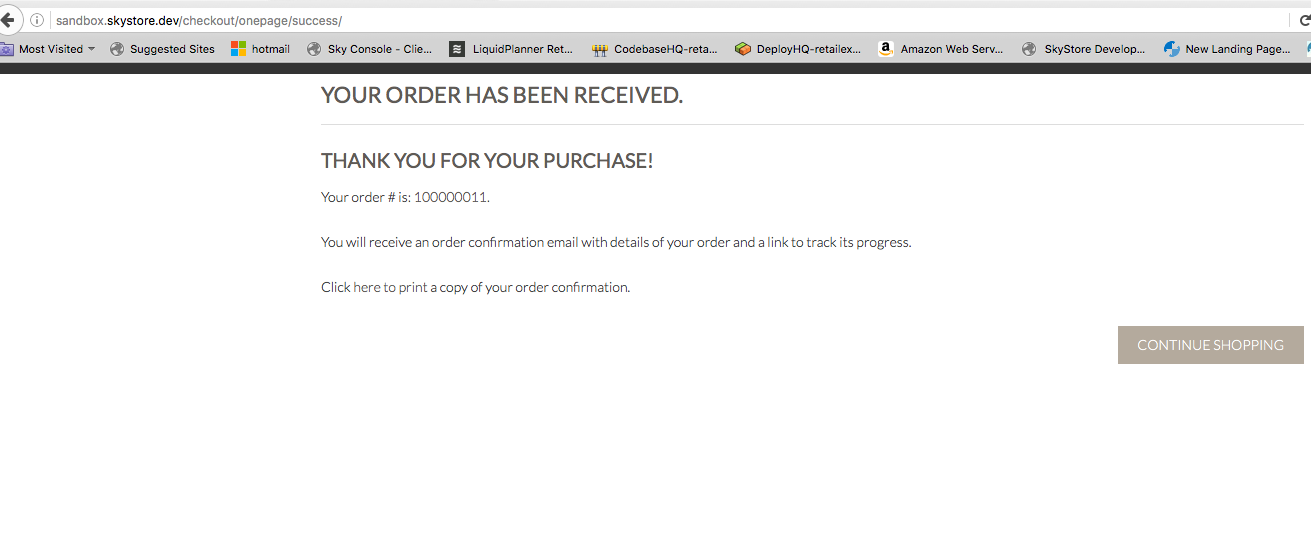 sandbox.skystore.dev/checkout/onepage/success/
Most Visited Suggested Sites hotmail Sky Console - Clie... LiquidPlanner Ret... CodebaseHQ-reta... DeployHQ-retailex... Amazon Web Serv... SkyStore Develop... New Landing Page...
YOUR ORDER HAS BEEN RECEIVED.
THANK YOU FOR YOUR PURCHASE!
Your order # is: 100000011.
You will receive an order confirmation email with details of your order and a link to track its progress.
Click here to print a copy of your order confirmation.
CONTINUE SHOPPING